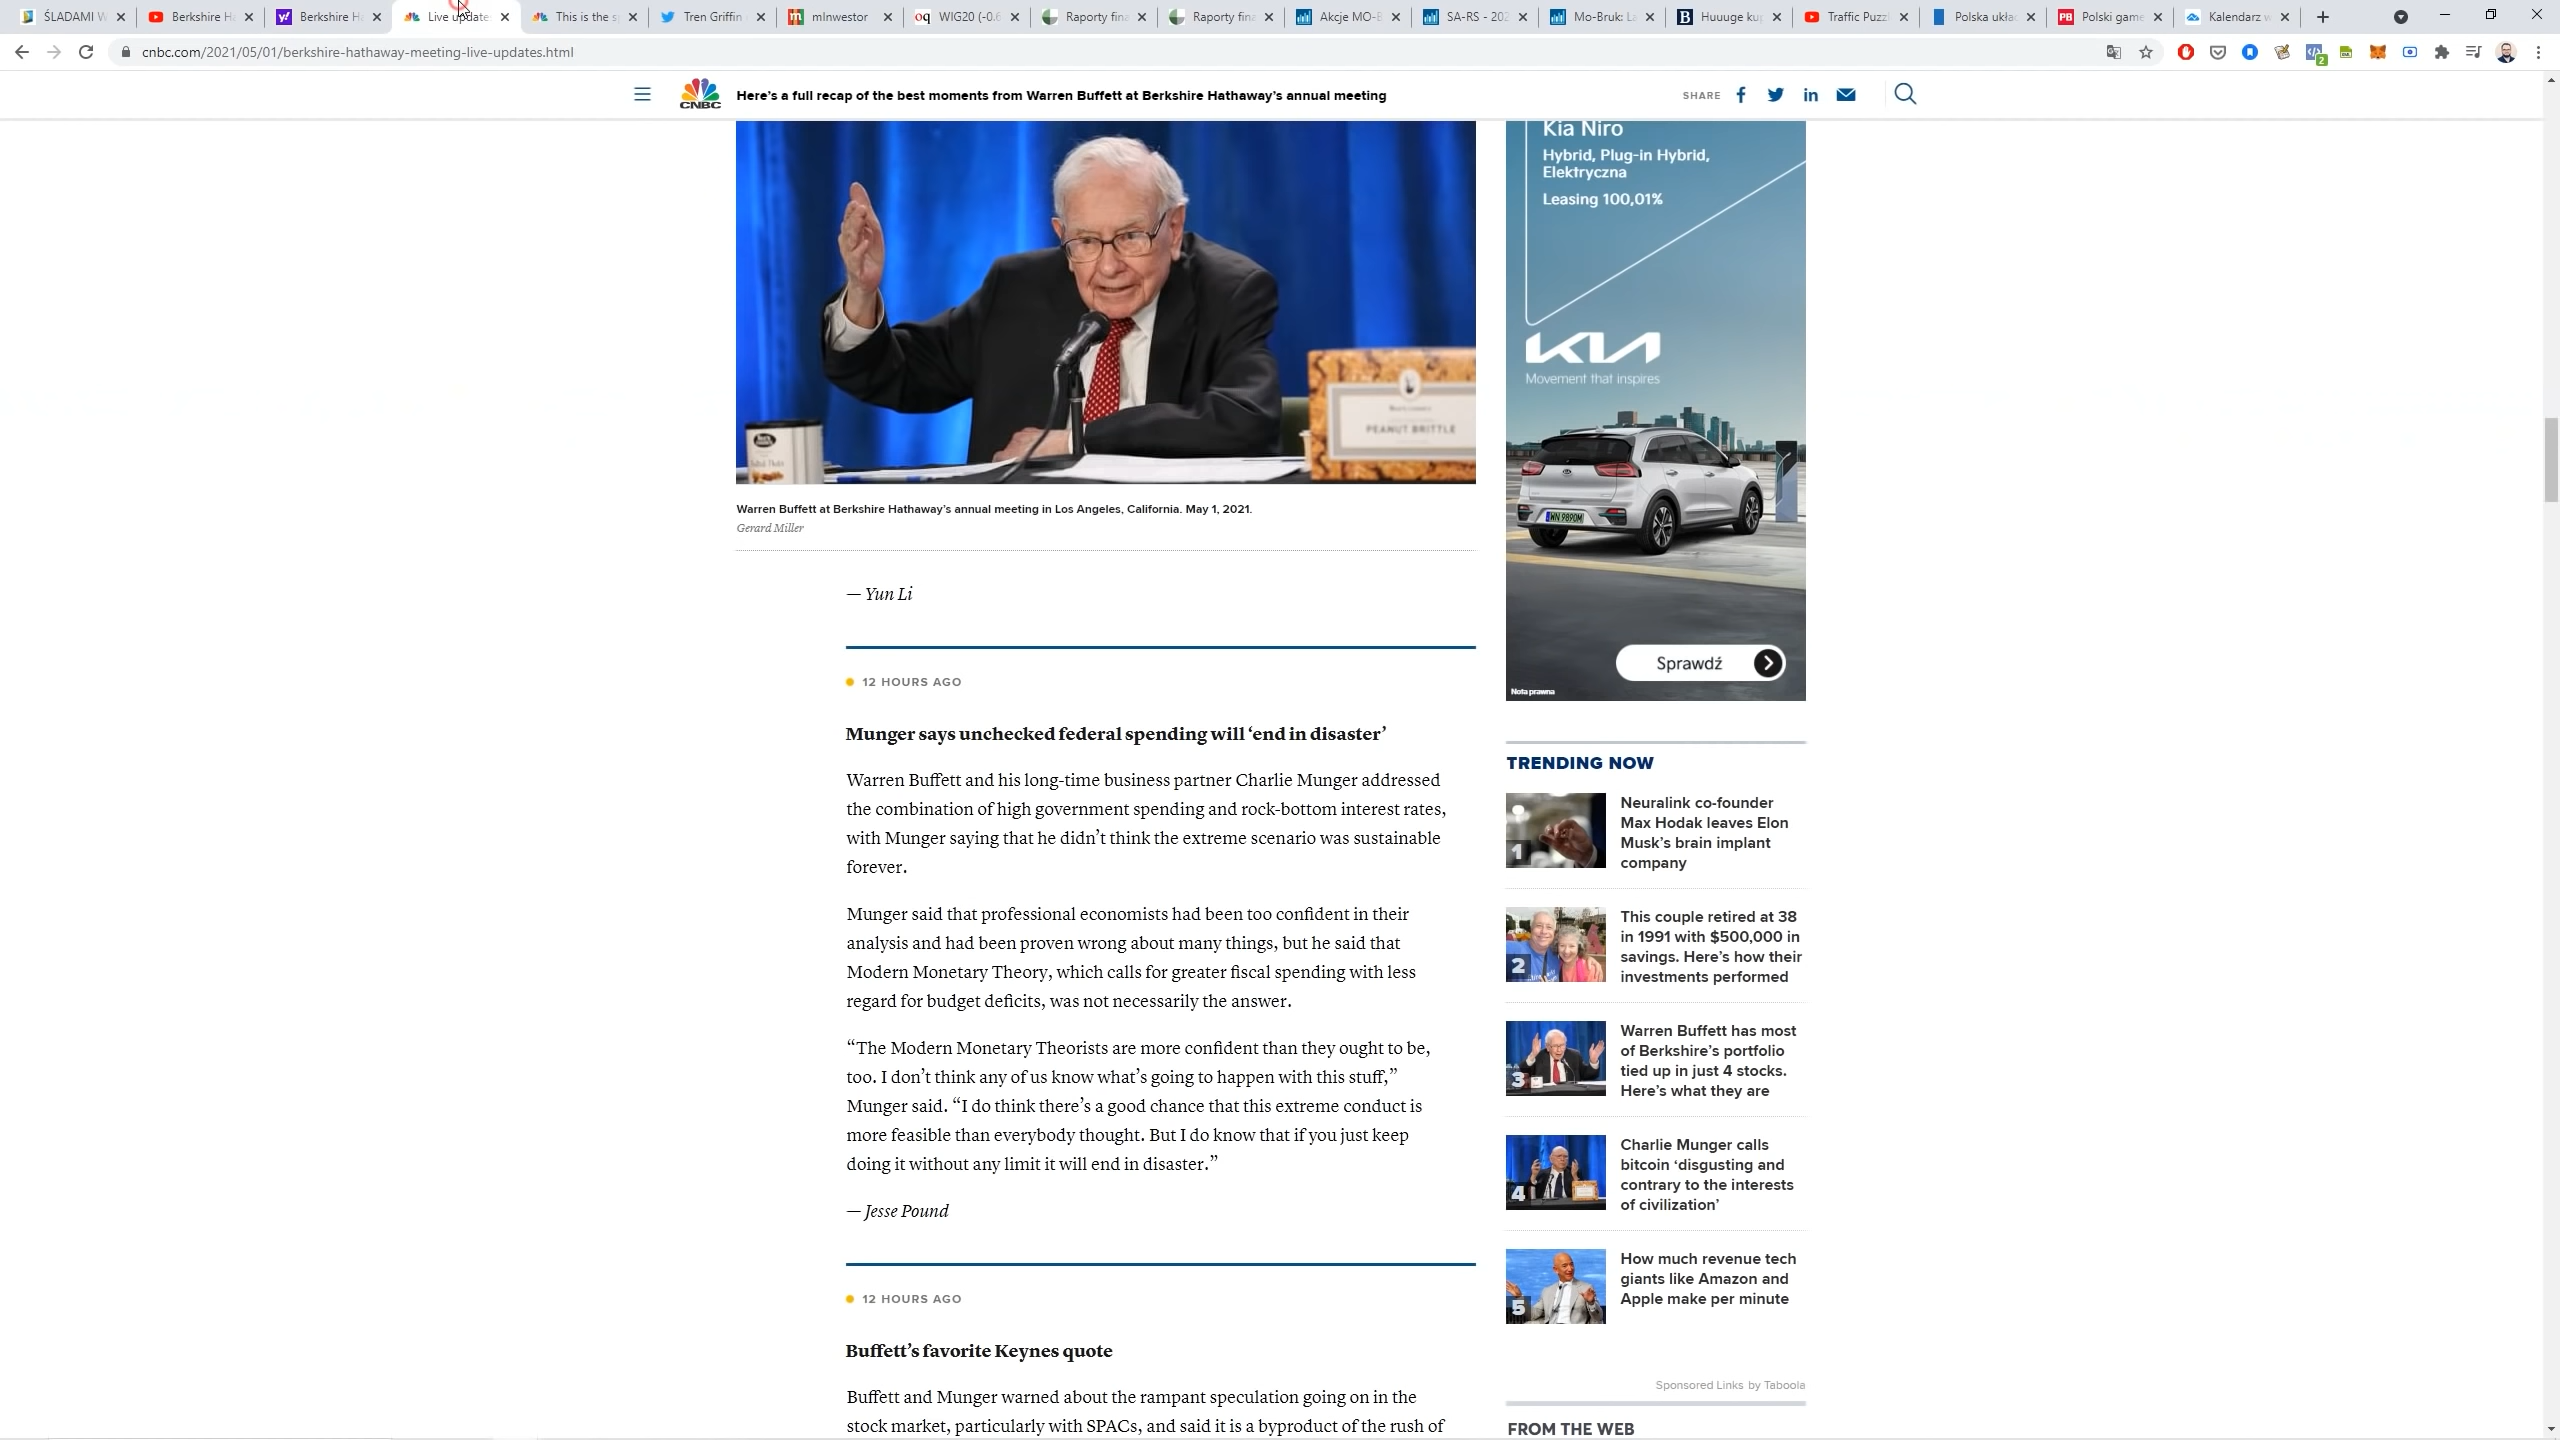 ŚLADAMI W
Berkshire H
Berkshire H
Live update
This is the s
Tren Griffin
mInwestor
WIG20 (-0.6
Raporty fina
Raporty fina
Akcje MO-B
SA-RS - 202
Mo-Bruk: L
Huuuge kup
Traffic Puzzl
Polska układ
Polski game
Kalendarz w
cnbc.com/2021/05/01/berkshire-hathaway-meeting-live-updates.html
2
CNBC
Here’s a full recap of the best moments from Warren Buffett at Berkshire Hathaway’s annual meeting
SHARE
PEANUT BRITTLE
Warren Buffett at Berkshire Hathaway’s annual meeting in Los Angeles, California. May 1, 2021.
Gerard Miller
— Yun Li
12 HOURS AGO
Munger says unchecked federal spending will ‘end in disaster’
Warren Buffett and his long-time business partner Charlie Munger addressed
the combination of high government spending and rock-bottom interest rates,
with Munger saying that he didn’t think the extreme scenario was sustainable
forever.
Munger said that professional economists had been too confident in their
analysis and had been proven wrong about many things, but he said that
Modern Monetary Theory, which calls for greater fiscal spending with less
regard for budget deficits, was not necessarily the answer.
“The Modern Monetary Theorists are more confident than they ought to be,
too. I don’t think any of us know what’s going to happen with this stuff,”
Munger said. “I do think there’s a good chance that this extreme conduct is
more feasible than everybody thought. But I do know that if you just keep
doing it without any limit it will end in disaster.”
— Jesse Pound
12 HOURS AGO
Buffett’s favorite Keynes quote
Buffett and Munger warned about the rampant speculation going on in the
stock market, particularly with SPACs, and said it is a byproduct of the rush of
Kia Niro
Hybrid, Plug-in Hybrid,
Elektryczna
Leasing 100,01%
KIA
Movement that inspires
WN 9890M
Sprawdź
Nota prawna
TRENDING NOW
1
Neuralink co-founder
Max Hodak leaves Elon
Musk’s brain implant
company
2
This couple retired at 38
in 1991 with $500,000 in
savings. Here’s how their
investments performed
3
Warren Buffett has most
of Berkshire’s portfolio
tied up in just 4 stocks.
Here’s what they are
4
Charlie Munger calls
bitcoin ‘disgusting and
contrary to the interests
of civilization’
5
How much revenue tech
giants like Amazon and
Apple make per minute
Sponsored Links by Taboola
FROM THE WEB